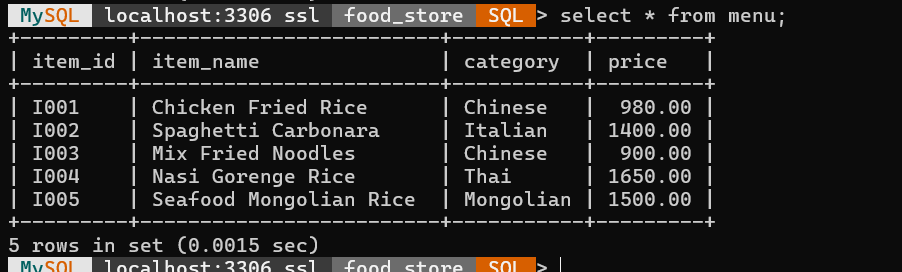 MySQL localhost:3306 ssl food_store SQL > select * from menu;
+---------+----------------------+-----------+---------+
| item_id | item_name | category | price |
+---------+----------------------+-----------+---------+
| I001 | Chicken Fried Rice | Chinese | 980.00 |
| I002 | Spaghetti Carbonara | Italian | 1400.00 |
| I003 | Mix Fried Noodles | Chinese | 900.00 |
| I004 | Nasi Gorenge Rice | Thai | 1650.00 |
| I005 | Seafood Mongolian Rice | Mongolian | 1500.00 |
+---------+----------------------+-----------+---------+
5 rows in set (0.0015 sec)
MySQL localhost:3306 ssl food_store SQL >